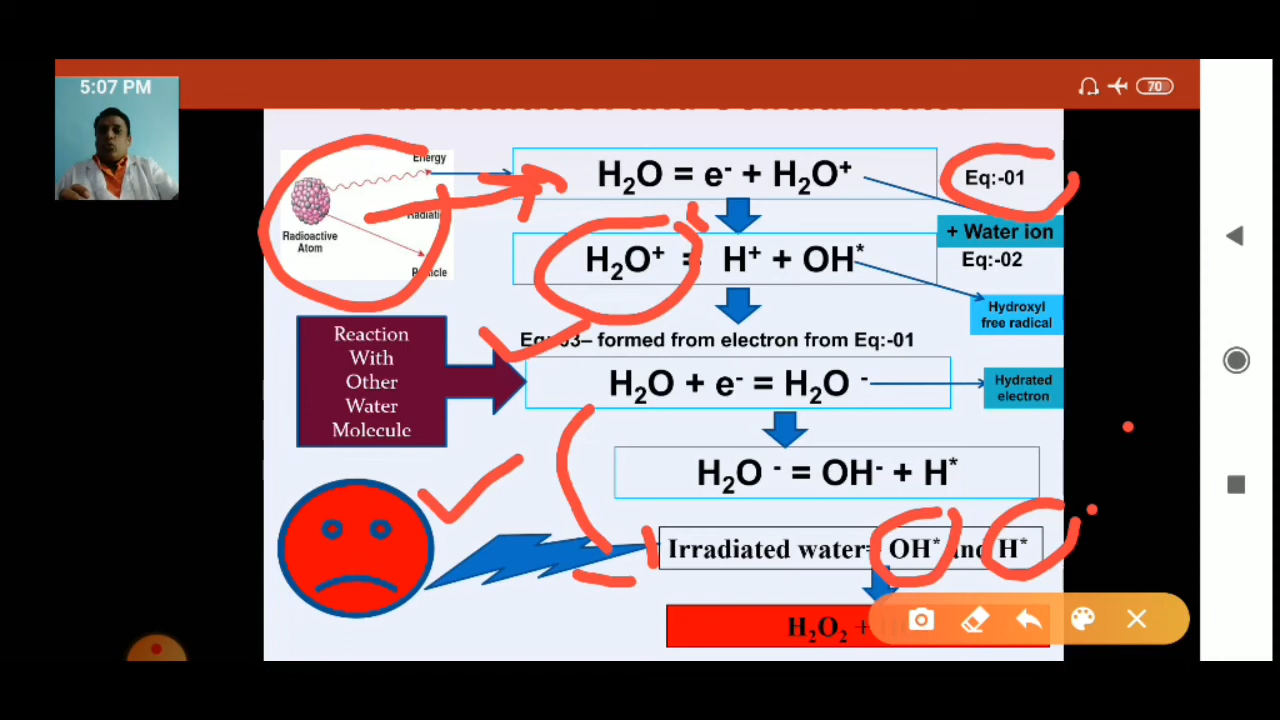 5:07 PM
70
Energy
Radioactive
Atom
H₂O = e⁻ + H₂O⁺
Eq:-01
+ Water ion
H₂O⁺ = H⁺ + OH*
Eq:-02
Hydroxyl
free radical
Reaction
With
Other
Water
Molecule
formed from electron from Eq:-01
H₂O + e⁻ = H₂O ⁻
Hydrated
electron
H₂O ⁻ = OH⁻ + H*
Irradiated water= OH* and H*
H₂O₂ +